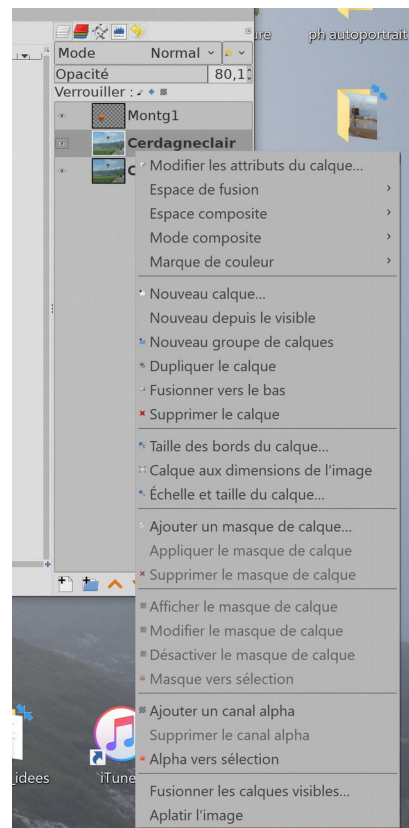 ure
ph autoportrait
Mode Normal
Opacité 80,1
Verrouiller :
Montg1
Cerdagneclair
C
Modifier les attributs du calque...
Espace de fusion
Espace composite
Mode composite
Marque de couleur
Nouveau calque...
Nouveau depuis le visible
Nouveau groupe de calques
Dupliquer le calque
Fusionner vers le bas
Supprimer le calque
Taille des bords du calque...
Calque aux dimensions de l'image
Échelle et taille du calque...
Ajouter un masque de calque...
Appliquer le masque de calque
Supprimer le masque de calque
Afficher le masque de calque
Modifier le masque de calque
Désactiver le masque de calque
Masque vers sélection
Ajouter un canal alpha
Supprimer le canal alpha
Alpha vers sélection
Fusionner les calques visibles...
Aplatir l'image
idees
iTune